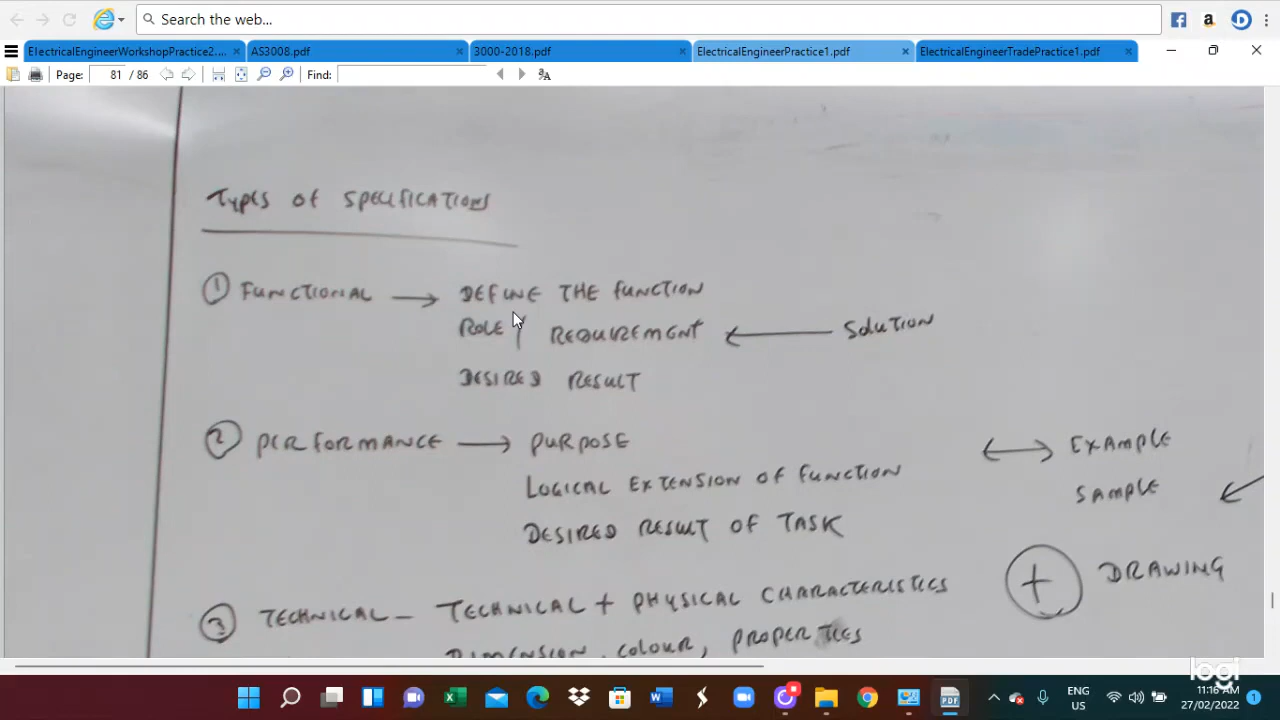 Search the web...
ElectricalEngineerWorkshopPractice2....
AS3008.pdf
3000-2018.pdf
ElectricalEngineerPractice1.pdf
ElectricalEngineerTradePractice1.pdf
Page: 81 / 86
Find:
TYPES OF SPECIFICATIONS
① FUNCTIONAL → DEFINE THE FUNCTION
ROLE / REQUIREMENT ← SOLUTION
DESIRED RESULT
② PERFORMANCE → PURPOSE ↔ EXAMPLE
LOGICAL EXTENSION OF FUNCTION SAMPLE ←
DESIRED RESULT OF TASK
+ DRAWING
③ TECHNICAL – TECHNICAL + PHYSICAL CHARACTERISTICS
DIMENSION, COLOUR, PROPERTIES
logi
ENG
US
11:16 AM
27/02/2022